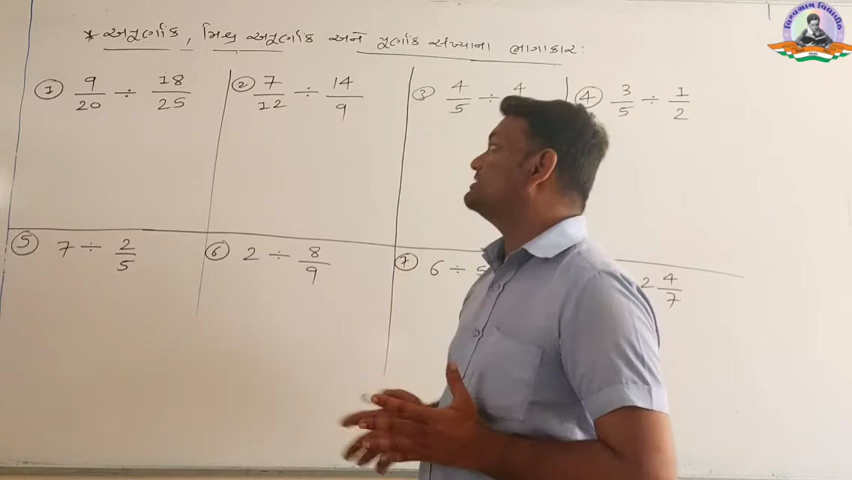 * અપૂર્ણાંક, મિશ્ર અપૂર્ણાંક અને પૂર્ણાંક સંખ્યાના ભાગાકાર:
① 9/20 ÷ 18/25 ② 7/12 ÷ 14/9 ③ 4/5 ÷ 4 ④ 3/5 ÷ 1/2
⑤ 7 ÷ 2/5 ⑥ 2 ÷ 8/9 ⑦ 6 ÷ 5 2 4/7